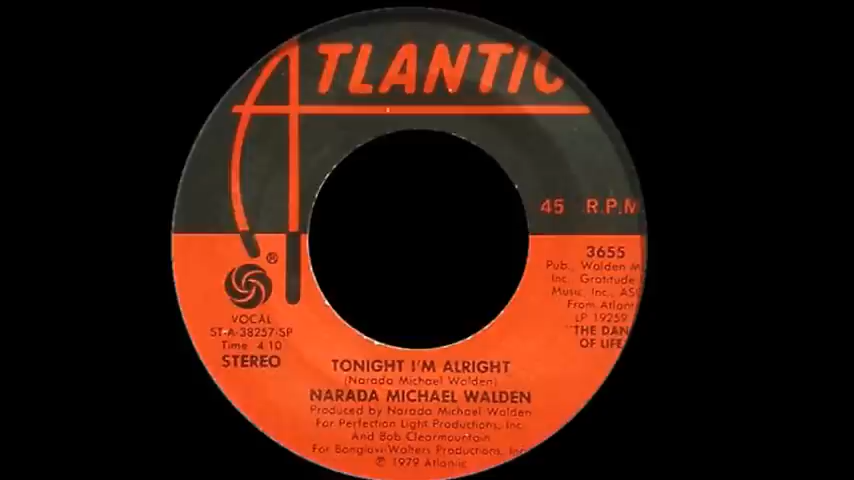 ATLANTIC
45 R.P.M
®
3655
Pub., Walden M
Inc. Gratitude
Music, Inc., AS
From Atlant
LP 19259
"THE DAN
OF LIFE
VOCAL
ST-A-38257-SP
Time: 4:10
STEREO
TONIGHT I'M ALRIGHT
(Narada Michael Walden)
NARADA MICHAEL WALDEN
Produced by Narada Michael Walden
For Perfection Light Productions, Inc.
And Bob Clearmountain
For Bonglovi-Walters Productions, Inc
℗ 1979 Atlantic